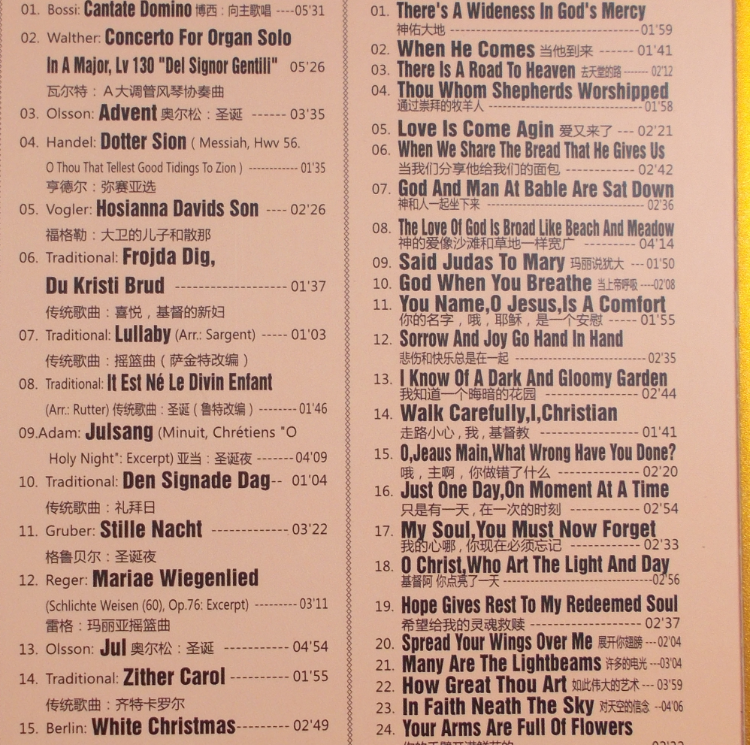 01. Bossi: Cantate Domino 博西：向主歌唱 ----05'31
02. Walther: Concerto For Organ Solo
In A Major, Lv 130 "Del Signor Gentili" 05'26
瓦尔特：A大调管风琴协奏曲
03. Olsson: Advent 奥尔松：圣诞 ------ 03'35
04. Handel: Dotter Sion ( Messiah, Hwv 56.
O Thou That Tellest Good Tidings To Zion ) ------------- 01'35
亨德尔：弥赛亚选
05. Vogler: Hosianna Davids Son ---- 02'26
福格勒：大卫的儿子和散那
06. Traditional: Frojda Dig,
Du Kristi Brud ---------------- 01'37
传统歌曲：喜悦，基督的新妇
07. Traditional: Lullaby (Arr.: Sargent) ---- 01'03
传统歌曲：摇篮曲（萨金特改编）
08. Traditional: It Est Né Le Divin Enfant
(Arr.: Rutter) 传统歌曲：圣诞（鲁特改编）-------- 01'46
09.Adam: Julsang (Minuit, Chrétiens "O
Holy Night": Excerpt) 亚当：圣诞夜 ------ 04'09
10. Traditional: Den Signade Dag-- 01'04
传统歌曲：礼拜日
11. Gruber: Stille Nacht ------------ 03'22
格鲁贝尔：圣诞夜
12. Reger: Mariae Wiegenlied
(Schlichte Weisen (60), Op.76: Excerpt) -------- 03'11
雷格：玛丽亚摇篮曲
13. Olsson: Jul 奥尔松：圣诞 ------- 04'54
14. Traditional: Zither Carol ------- 01'55
传统歌曲：齐特卡罗尔
15. Berlin: White Christmas------- 02'49
01. There's A Wideness In God's Mercy
神佑大地 ---------------------- 01'59
02. When He Comes 当他到来 ---- 01'41
03. There Is A Road To Heaven 去天堂的路 ------- 02'12
04. Thou Whom Shepherds Worshipped
通过崇拜的牧羊人 ------------------- 01'58
05. Love Is Come Agin 爱又来了 --- 02'21
06. When We Share The Bread That He Gives Us
当我们分享他给我们的面包 --------- 02'42
07. God And Man At Bable Are Sat Down
神和人一起坐下来 ------------------- 02'36
08. The Love Of God Is Broad Like Beach And Meadow
神的爱像沙滩和草地一样宽广 --------- 04'14
09. Said Judas To Mary 玛丽说犹大 --- 01'50
10. God When You Breathe 当上帝呼吸 ----02'08
11. You Name,O Jesus,Is A Comfort
你的名字，哦，耶稣，是一个安慰 ------ 01'55
12. Sorrow And Joy Go Hand In Hand
悲伤和快乐总是在一起 ---------------- 02'35
13. I Know Of A Dark And Gloomy Garden
我知道一个晦暗的花园 ------------ 02'44
14. Walk Carefully,I,Christian
走路小心，我，基督教 ------------ 01'41
15. O,Jeaus Main,What Wrong Have You Done?
哦，主啊，你做错了什么 ---------- 02'20
16. Just One Day,On Moment At A Time
只是有一天，在一次的时刻 --------- 02'54
17. My Soul,You Must Now Forget
我的心哪，你现在必须忘记 --------- 02'33
18. O Christ,Who Art The Light And Day
基督阿 你点亮了一天 ----------------- 02'56
19. Hope Gives Rest To My Redeemed Soul
希望给我的灵魂救赎 -------------- 02'37
20. Spread Your Wings Over Me 展开你翅膀 ---02'04
21. Many Are The Lightbeams 许多的电光 ---03'04
22. How Great Thou Art 如此伟大的艺术 ---- 03'59
23. In Faith Neath The Sky 对天空的信念 --04'06
24. Your Arms Are Full Of Flowers